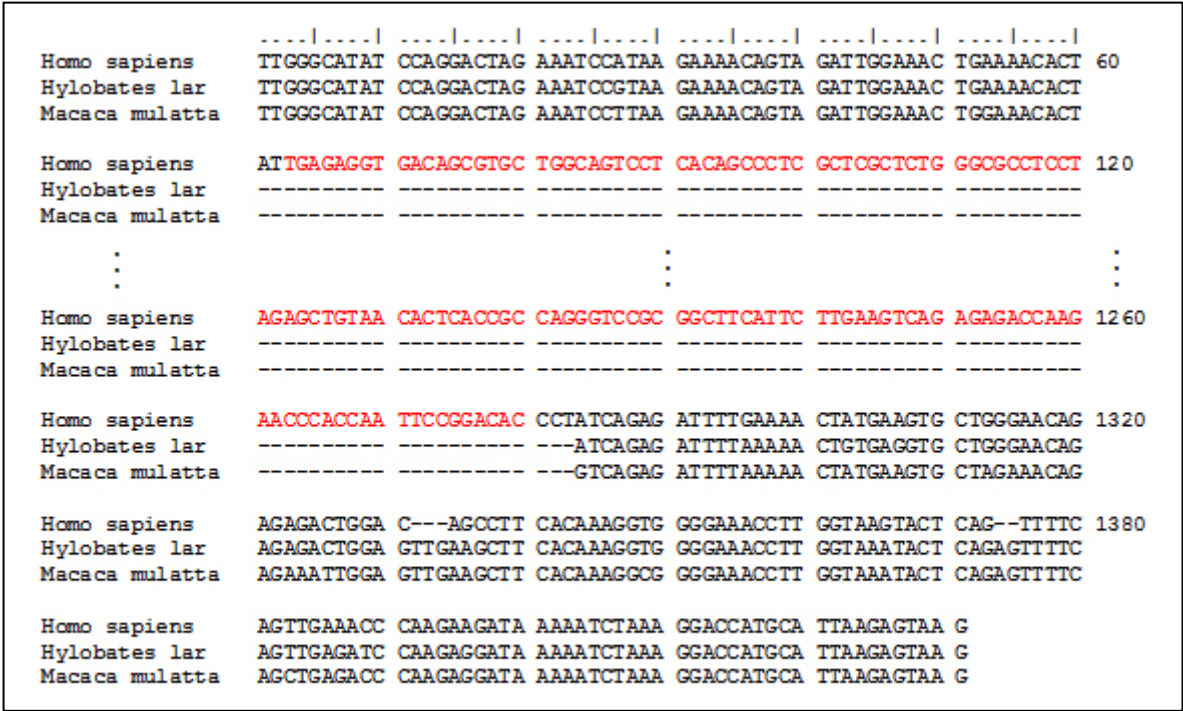 ....|....| ....|....| ....|....| ....|....| ....|....| ....|....|
Homo sapiens TTGGGCATAT CCAGGACTAG AAATCCATAA GAAAACAGTA GATTGGAAAC TGAAAACACT 60
Hylobates lar TTGGGCATAT CCAGGACTAG AAATCCGTAA GAAAACAGTA GATTGGAAAC TGAAAACACT
Macaca mulatta TTGGGCATAT CCAGGACTAG AAATCCTTAA GAAAACAGTA GATTGGAAAC TGGAAACACT
Homo sapiens ATTGAGAGGT GACAGCGTGC TGGCAGTCCT CACAGCCCTC GCTCGCTCTG GGCGCCTCCT 120
Hylobates lar ---------- ---------- ---------- ---------- ---------- ----------
Macaca mulatta ---------- ---------- ---------- ---------- ---------- ----------
Homo sapiens AGAGCTGTAA CACTCACCGC CAGGGTCCGC GGCTTCATTC TTGAAGTCAG AGAGACCAAG 1260
Hylobates lar ---------- ---------- ---------- ---------- ---------- ----------
Macaca mulatta ---------- ---------- ---------- ---------- ---------- ----------
Homo sapiens AACCCACCAA TTCCGGACAC CCTATCAGAG ATTTTGAAAA CTATGAAGTG CTGGGAACAG 1320
Hylobates lar ---------- ---------- ---ATCAGAG ATTTTAAAAA CTGTGAGGTG CTGGGAACAG
Macaca mulatta ---------- ---------- ---GTCAGAG ATTTTAAAAA CTATGAAGTG CTAGAAACAG
Homo sapiens AGAGACTGGA C---AGCCTT CACAAAGGTG GGGAAACCTT GGTAAGTACT CAG--TTTTC 1380
Hylobates lar AGAGACTGGA GTTGAAGCTT CACAAAGGTG GGGAAACCTT GGTAAATACT CAGAGTTTTC
Macaca mulatta AGAAATTGGA GTTGAAGCTT CACAAAGGCG GGGAAACCTT GGTAAATACT CAGAGTTTTC
Homo sapiens AGTTGAAACC CAAGAAGATA AAAATCTAAA GGACCATGCA TTAAGAGTAA G
Hylobates lar AGTTGAGATC CAAGAGGATA AAAATCTAAA GGACCATGCA TTAAGAGTAA G
Macaca mulatta AGCTGAGACC CAAGAGGATA AAAATCTAAA GGACCATGCA TTAAGAGTAA G